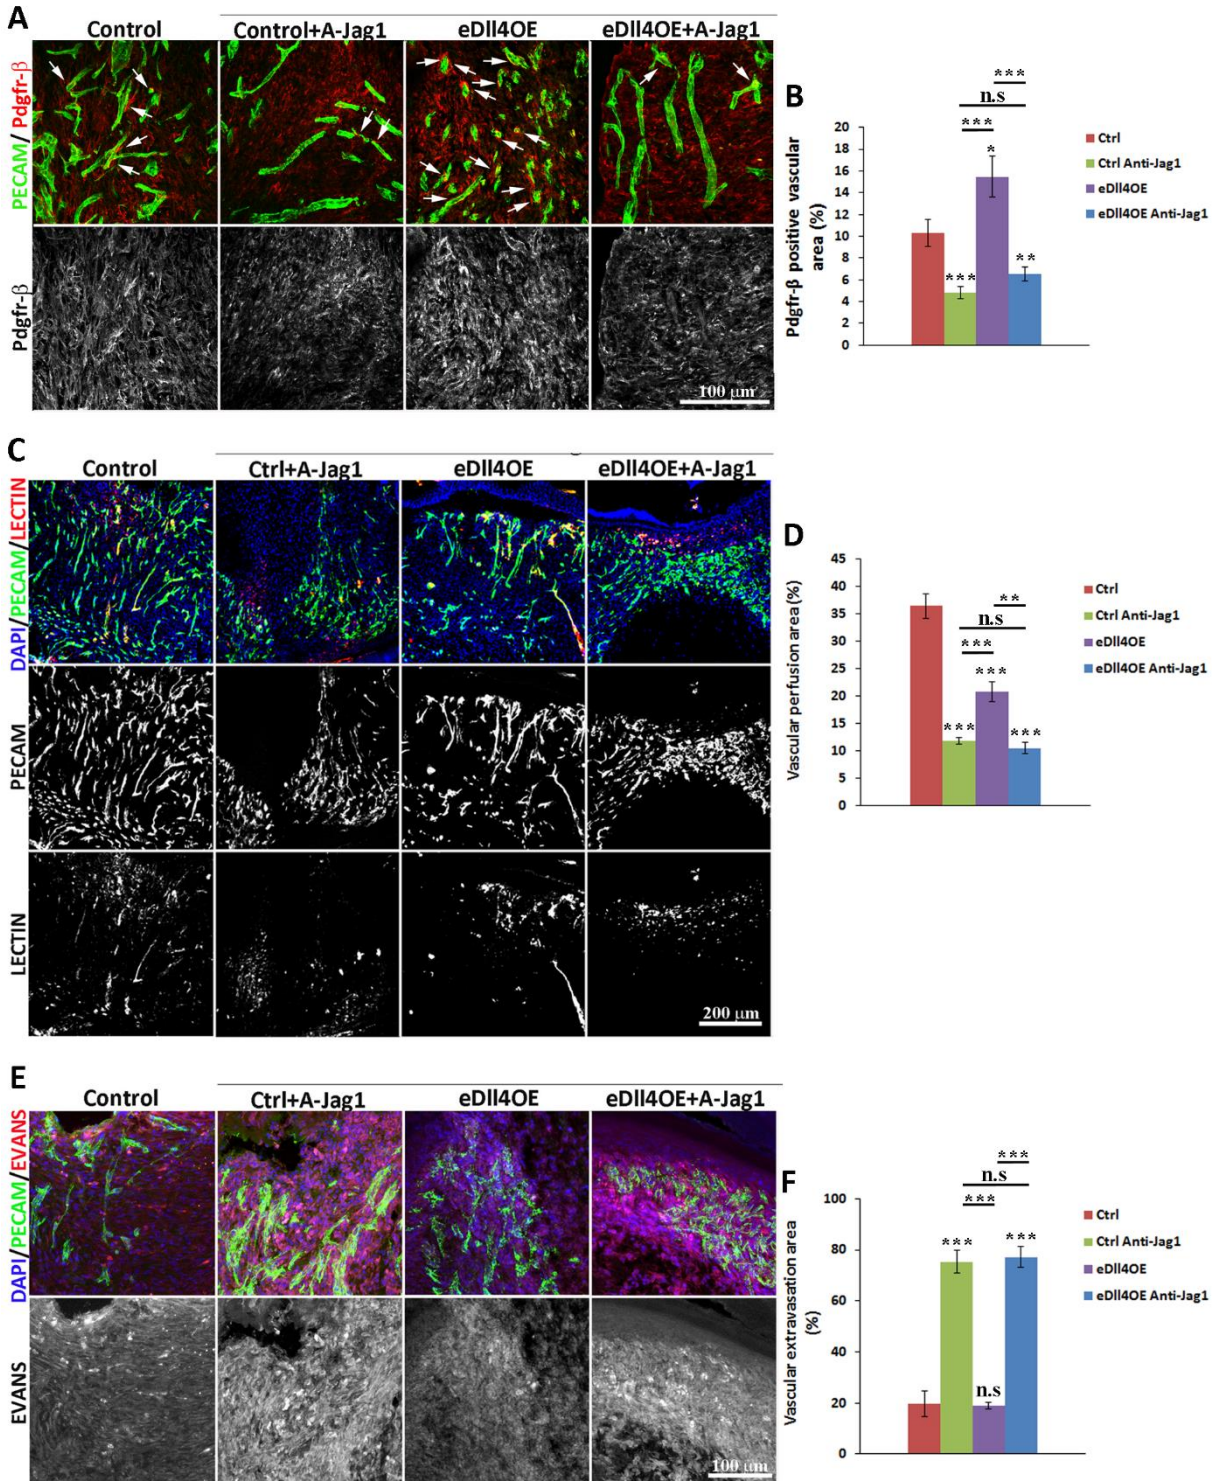 A
Control
Control+A-Jag1
eDll4OE
eDll4OE+A-Jag1
PECAM/ Pdgfr-β
Pdgfr-β
100 µm
B
***
n.s
***
*
***
**
Pdgfr-β positive vascular
area (%)
20
18
16
14
12
10
8
6
4
2
0
Ctrl
Ctrl Anti-Jag1
eDll4OE
eDll4OE Anti-Jag1
C
Control
Ctrl+A-Jag1
eDll4OE
eDll4OE+A-Jag1
DAPI/PECAM/LECTIN
PECAM
LECTIN
200 µm
D
**
n.s
***
***
***
***
Vascular perfusion area(%)
45
40
35
30
25
20
15
10
5
0
Ctrl
Ctrl Anti-Jag1
eDll4OE
eDll4OE Anti-Jag1
E
Control
Ctrl+A-Jag1
eDll4OE
eDll4OE+A-Jag1
DAPI/PECAM/EVANS
EVANS
100 µm
F
***
n.s
***
***
***
n.s
Vascular extravasation area
(%)
100
80
60
40
20
0
Ctrl
Ctrl Anti-Jag1
eDll4OE
eDll4OE Anti-Jag1